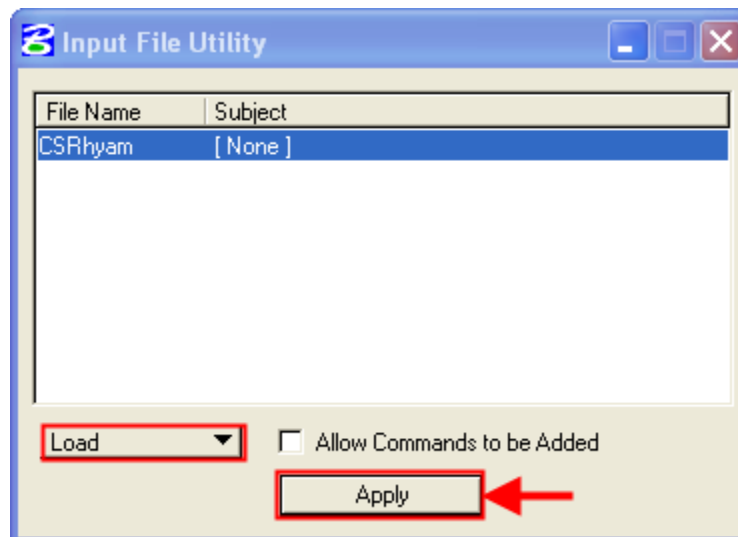 Input File Utility
File Name Subject
CSRhyam [ None ]
Load Allow Commands to be Added
Apply